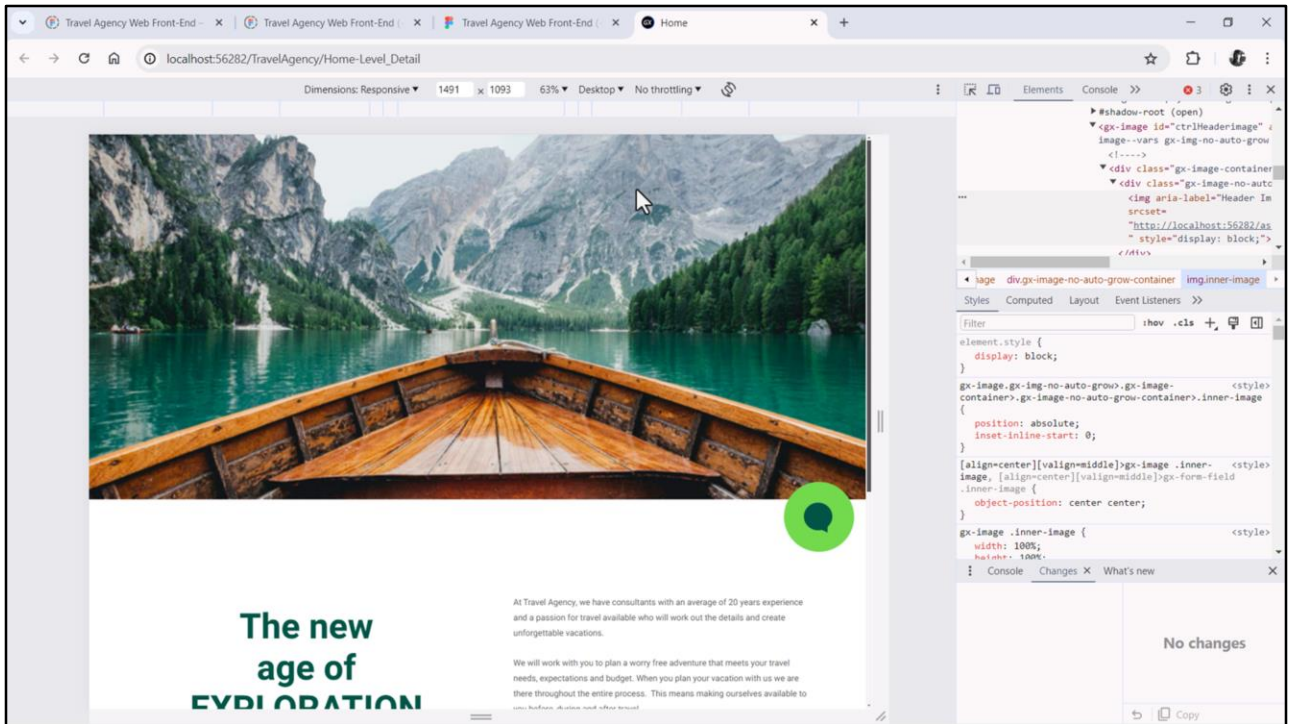 Travel Agency Web Front-End –
Travel Agency Web Front-End (
Travel Agency Web Front-End (
GX
Home
localhost:56282/TravelAgency/Home-Level_Detail
Dimensions: Responsive
1491
x
1093
63%
Desktop
No throttling
Elements
Console
3
#shadow-root (open)
<gx-image id="ctrlHeaderimage"
image--vars gx-img-no-auto-grow
<!---->
<div class="gx-image-container
<div class="gx-image-no-auto
<img aria-label="Header Im
srcset=
"http://localhost:56282/as
" style="display: block;">
</div>
div.gx-image-no-auto-grow-container
img.inner-image
Styles
Computed
Layout
Event Listeners
Filter
:hov
.cls
element.style {
display: block;
}
gx-image.gx-img-no-auto-grow>.gx-image-
<style>
container>.gx-image-no-auto-grow-container>.inner-image
{
position: absolute;
inset-inline-start: 0;
}
[align=center][valign=middle]>gx-image .inner-
<style>
image, [align=center][valign=middle]>gx-form-field
.inner-image {
object-position: center center;
}
gx-image .inner-image {
<style>
width: 100%;
height: 100%;
Console
Changes
What's new
No changes
Copy
The new
age of
EXPLORATION
At Travel Agency, we have consultants with an average of 20 years experience
and a passion for travel available who will work out the details and create
unforgettable vacations.
We will work with you to plan a worry free adventure that meets your travel
needs, expectations and budget. When you plan your vacation with us we are
there throughout the entire process. This means making ourselves available to
you before, during and after travel.